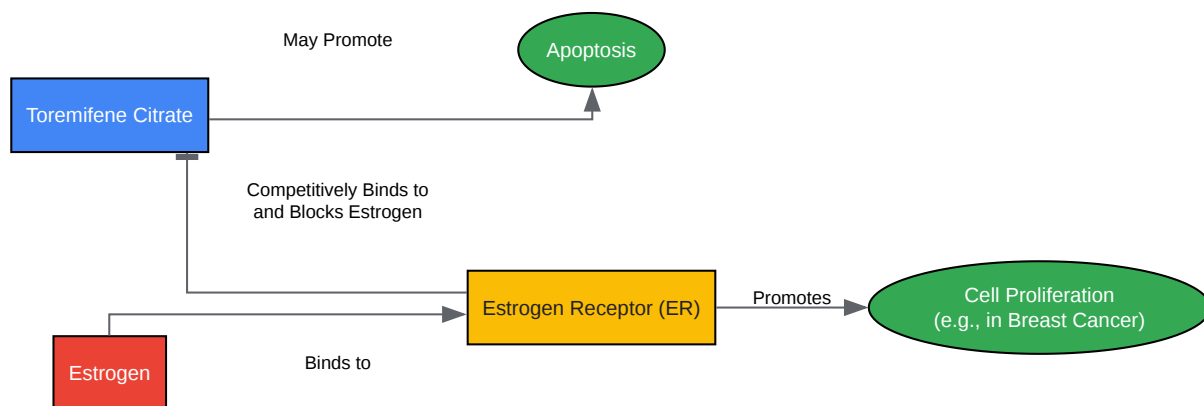 May Promote
Apoptosis
Toremifene Citrate
Competitively Binds to
and Blocks Estrogen
Estrogen Receptor (ER)
Promotes
Cell Proliferation
(e.g., in Breast Cancer)
Binds to
Estrogen